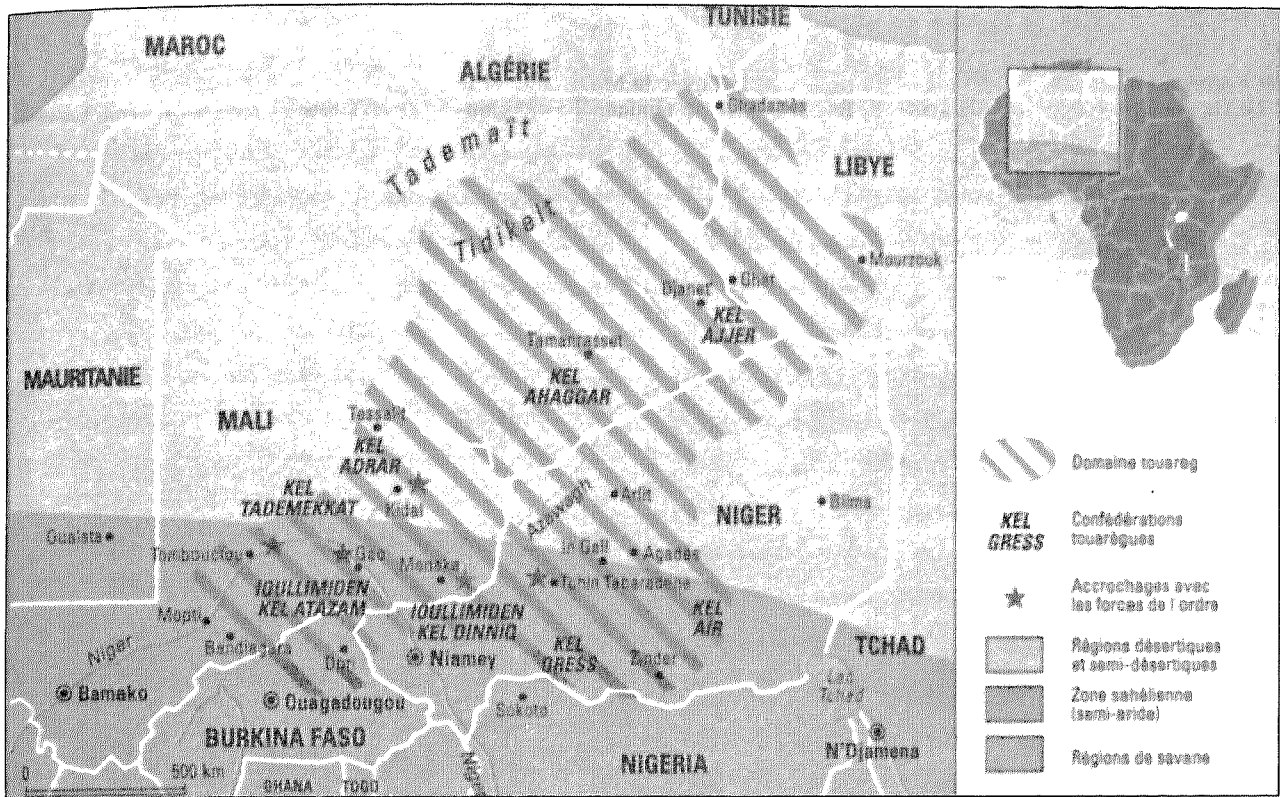 TUNISIE
MAROC
ALGÉRIE
Ghadamès
Tademaït
LIBYE
Tidikelt
Mourzouk
Ghat
Djanet
KEL
AJJER
Tamanrasset
KEL
AHAGGAR
MAURITANIE
MALI
Tessalit
KEL
ADRAR
KEL
TADEMEKKAT
Kidal
Azawagh
Arlit
NIGER
Bilma
Oualata
Tombouctou
Gao
In Gall
Agadès
Menaka
Tchin Tabaradene
IOULLIMIDEN
KEL ATAZAM
IOULLIMIDEN
KEL DINNIQ
KEL
AIR
Mopti
Bandiagara
Niger
Dori
Niamey
KEL
GRESS
Zinder
TCHAD
Lac
Tchad
Bamako
Ouagadougou
Sokoto
N'Djamena
BURKINA FASO
NIGERIA
Niger
0
500 km
GHANA
TOGO
Domaine touareg
KEL
GRESS
Confédérations
touarègues
Accrochages avec
les forces de l'ordre
Régions désertiques
et semi-désertiques
Zone sahélienne
(semi-aride)
Régions de savane